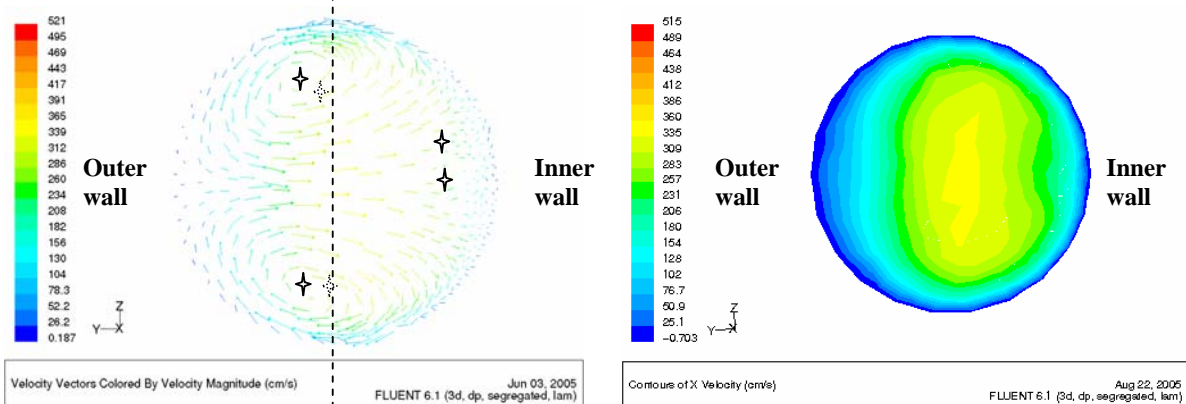 521
495
469
443
417
391
365
339
312
286
260
234
208
182
156
130
104
78.3
52.2
26.2
0.187
Outer
wall
Inner
wall
Z
Y
X
Velocity Vectors Colored By Velocity Magnitude (cm/s)
Jun 03, 2005
FLUENT 6.1 (3d, dp, segregated, lam)
515
489
464
438
412
386
360
335
309
283
257
231
206
180
154
128
102
76.7
50.9
25.1
-0.703
Outer
wall
Inner
wall
Z
Y
X
Contours of X Velocity (cm/s)
Aug 22, 2005
FLUENT 6.1 (3d, dp, segregated, lam)